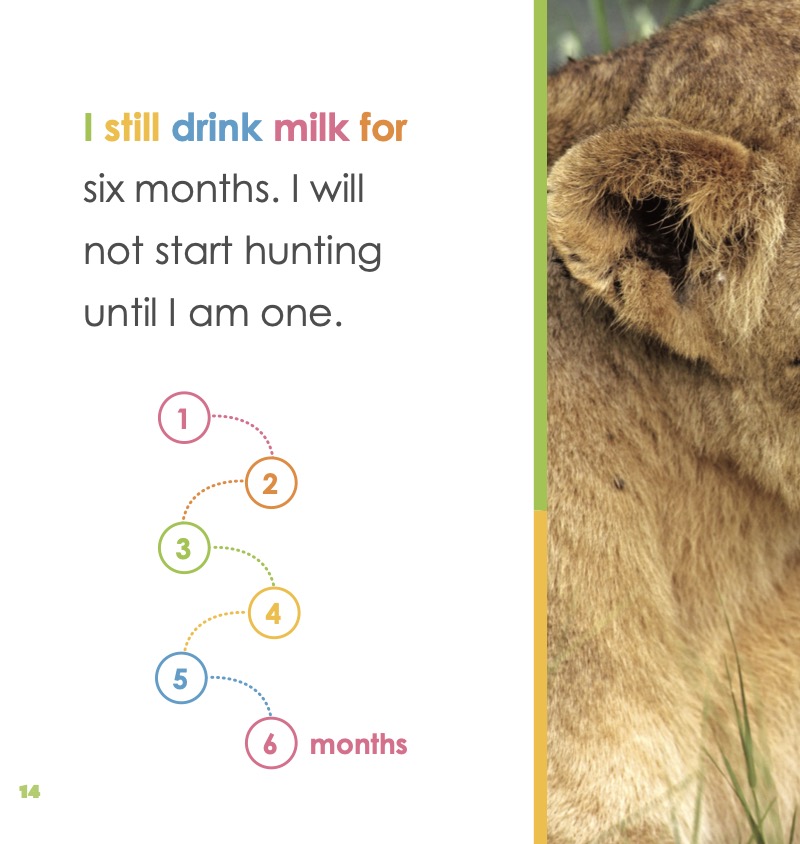 I still drink milk for
six months. I will
not start hunting
until I am one.
1
2
3
4
5
6 months
14